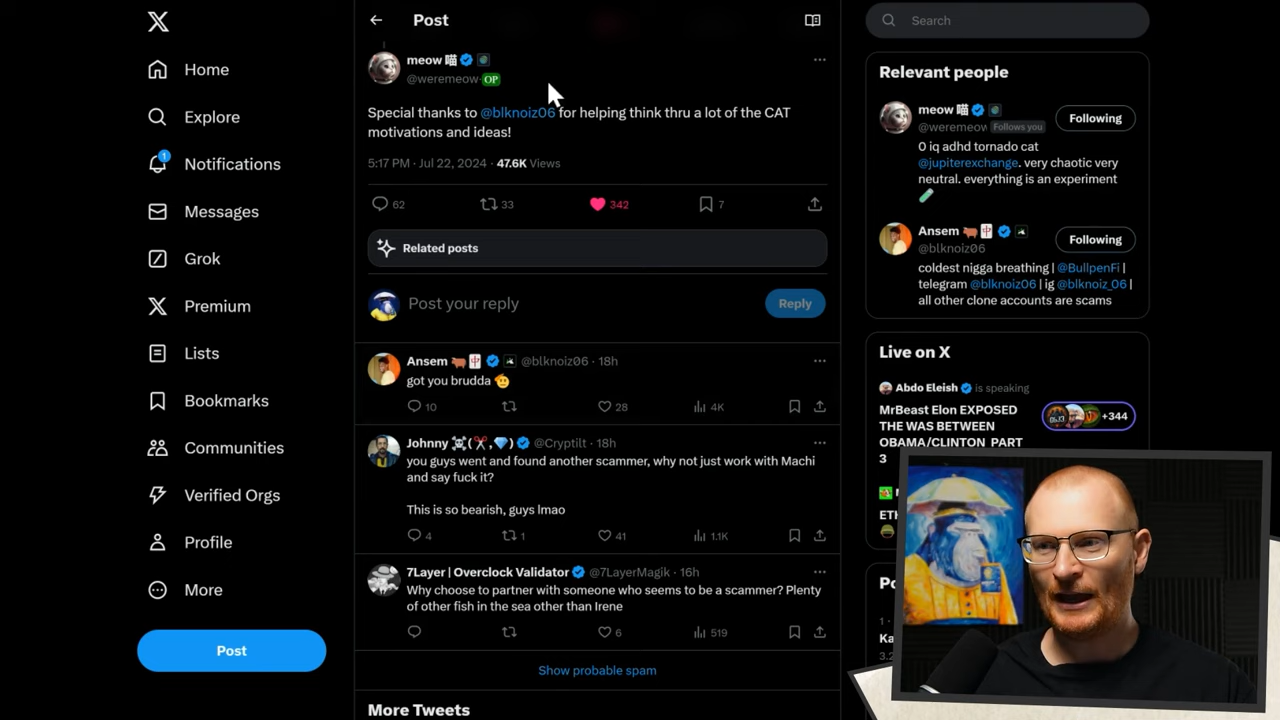 Home
Explore
1
Notifications
Messages
Grok
Premium
Lists
Bookmarks
Communities
Verified Orgs
Profile
More
Post
Post
meow 喵
@weremeow· OP
Special thanks to @blknoiz06 for helping think thru a lot of the CAT
motivations and ideas!
5:17 PM · Jul 22, 2024 · 47.6K Views
62 33 342 7
Related posts
Post your reply
Reply
Ansem 🐂🀄 @blknoiz06 · 18h
got you brudda 🫡
10 28 4K
Johnny ☠️(✂️,💎) @Cryptilt · 18h
you guys went and found another scammer, why not just work with Machi
and say fuck it?
This is so bearish, guys lmao
4 1 41 1.1K
7Layer | Overclock Validator @7LayerMagik · 16h
Why choose to partner with someone who seems to be a scammer? Plenty
of other fish in the sea other than Irene
6 519
Show probable spam
More Tweets
Search
Relevant people
meow 喵
@weremeow Follows you
Following
0 iq adhd tornado cat
@jupiterexchange. very chaotic very
neutral. everything is an experiment
Ansem 🐂🀄
@blknoiz06
Following
coldest nigga breathing | @BullpenFi |
telegram @blknoiz06 | ig @blknoiz_06 |
all other clone accounts are scams
Live on X
Abdo Eleish is speaking
MrBeast Elon EXPOSED
THE WAS BETWEEN
OBAMA/CLINTON PART
3
+344